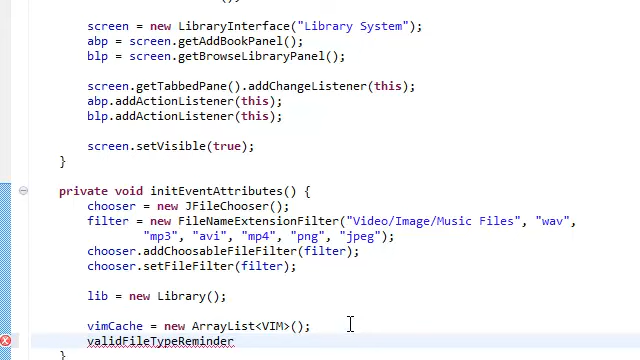 screen = new LibraryInterface("Library System");
abp = screen.getAddBookPanel();
blp = screen.getBrowseLibraryPanel();
screen.getTabbedPane().addChangeListener(this);
abp.addActionListener(this);
blp.addActionListener(this);
screen.setVisible(true);
}
private void initEventAttributes() {
chooser = new JFileChooser();
filter = new FileNameExtensionFilter("Video/Image/Music Files", "wav",
"mp3", "avi", "mp4", "png", "jpeg");
chooser.addChoosableFileFilter(filter);
chooser.setFileFilter(filter);
lib = new Library();
vimCache = new ArrayList<VIM>();
validFileTypeReminder
}